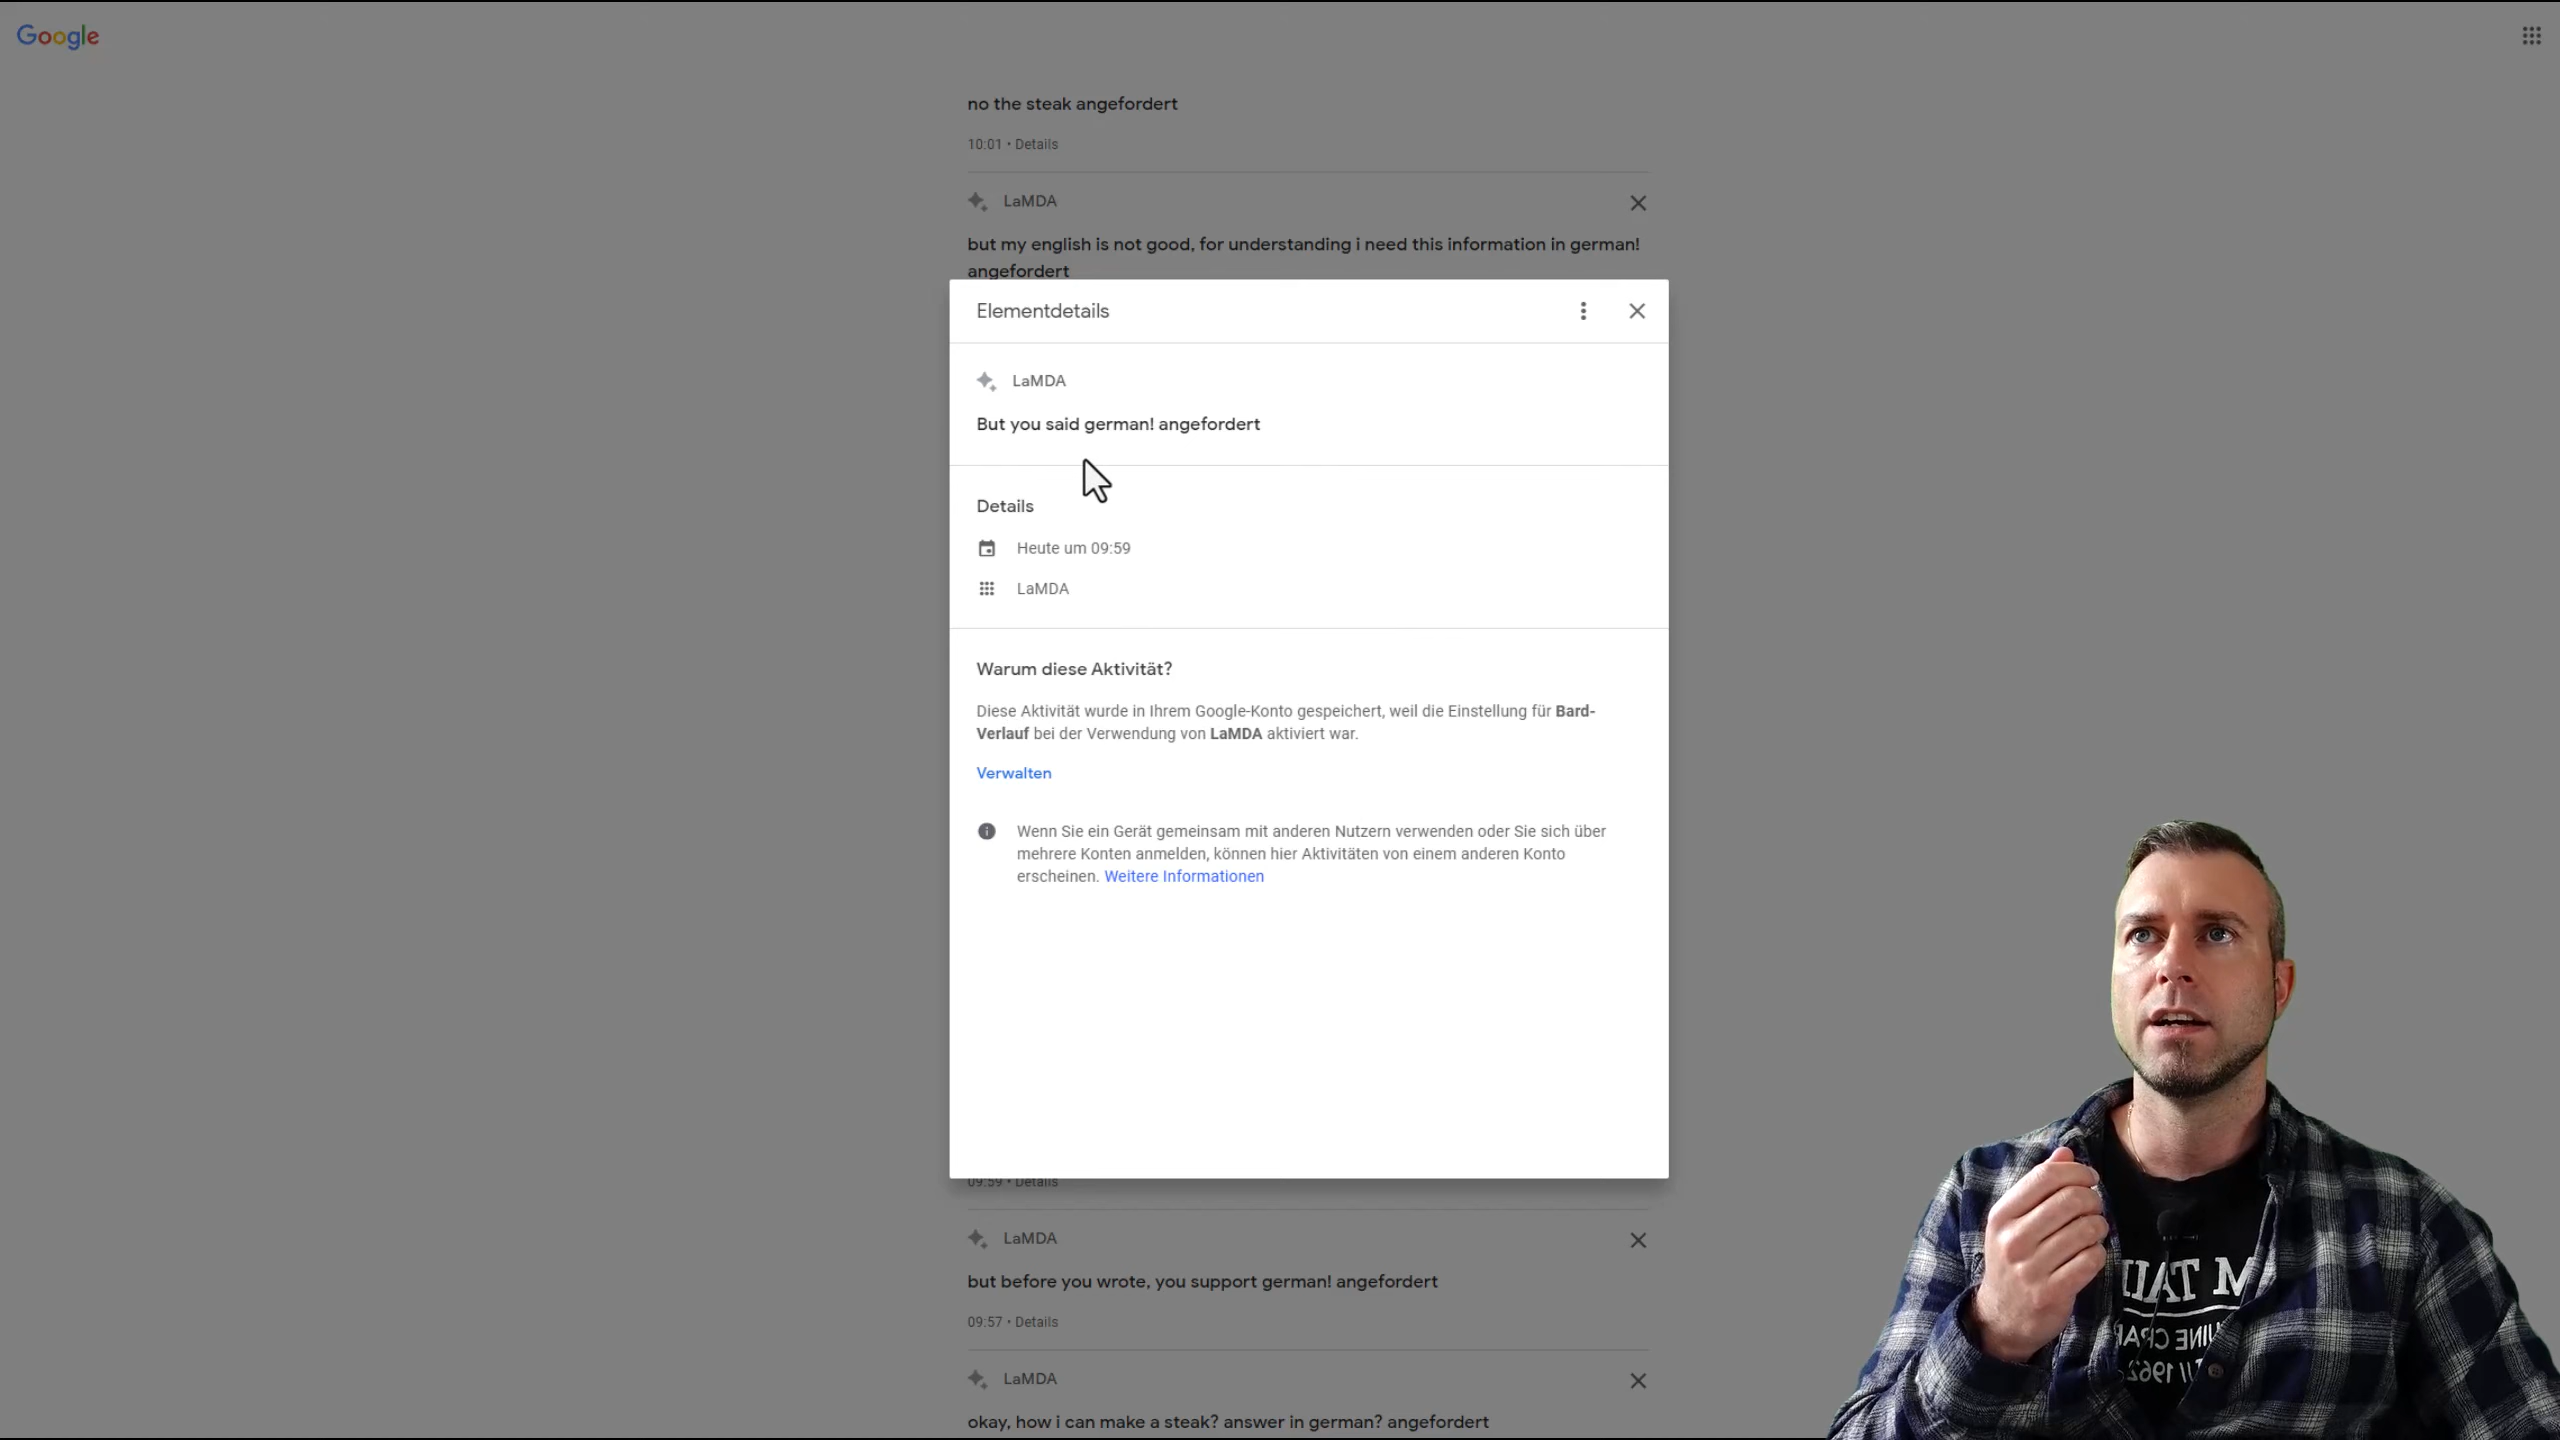 Google
no the steak angefordert
10:01 • Details
LaMDA
but my english is not good, for understanding i need this information in german!
angefordert
Elementdetails
LaMDA
But you said german! angefordert
Details
Heute um 09:59
LaMDA
Warum diese Aktivität?
Diese Aktivität wurde in Ihrem Google-Konto gespeichert, weil die Einstellung für Bard-
Verlauf bei der Verwendung von LaMDA aktiviert war.
Verwalten
Wenn Sie ein Gerät gemeinsam mit anderen Nutzern verwenden oder Sie sich über
mehrere Konten anmelden, können hier Aktivitäten von einem anderen Konto
erscheinen. Weitere Informationen
09:59 • Details
LaMDA
but before you wrote, you support german! angefordert
09:57 • Details
LaMDA
okay, how i can make a steak? answer in german? angefordert